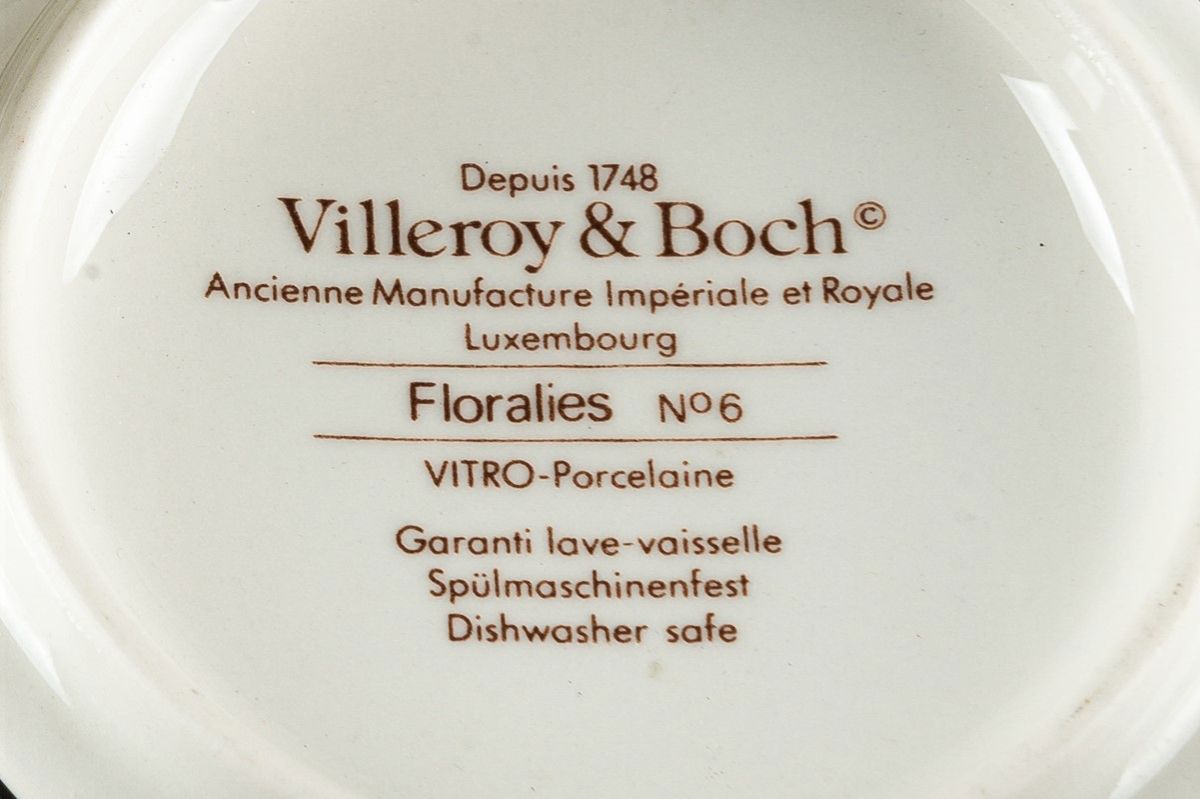 Depuis 1748
Villeroy & Boch©
Ancienne Manufacture Impériale et Royale
Luxembourg
Floralies Nº6
VITRO-Porcelaine
Garanti lave-vaisselle
Spülmaschinenfest
Dishwasher safe